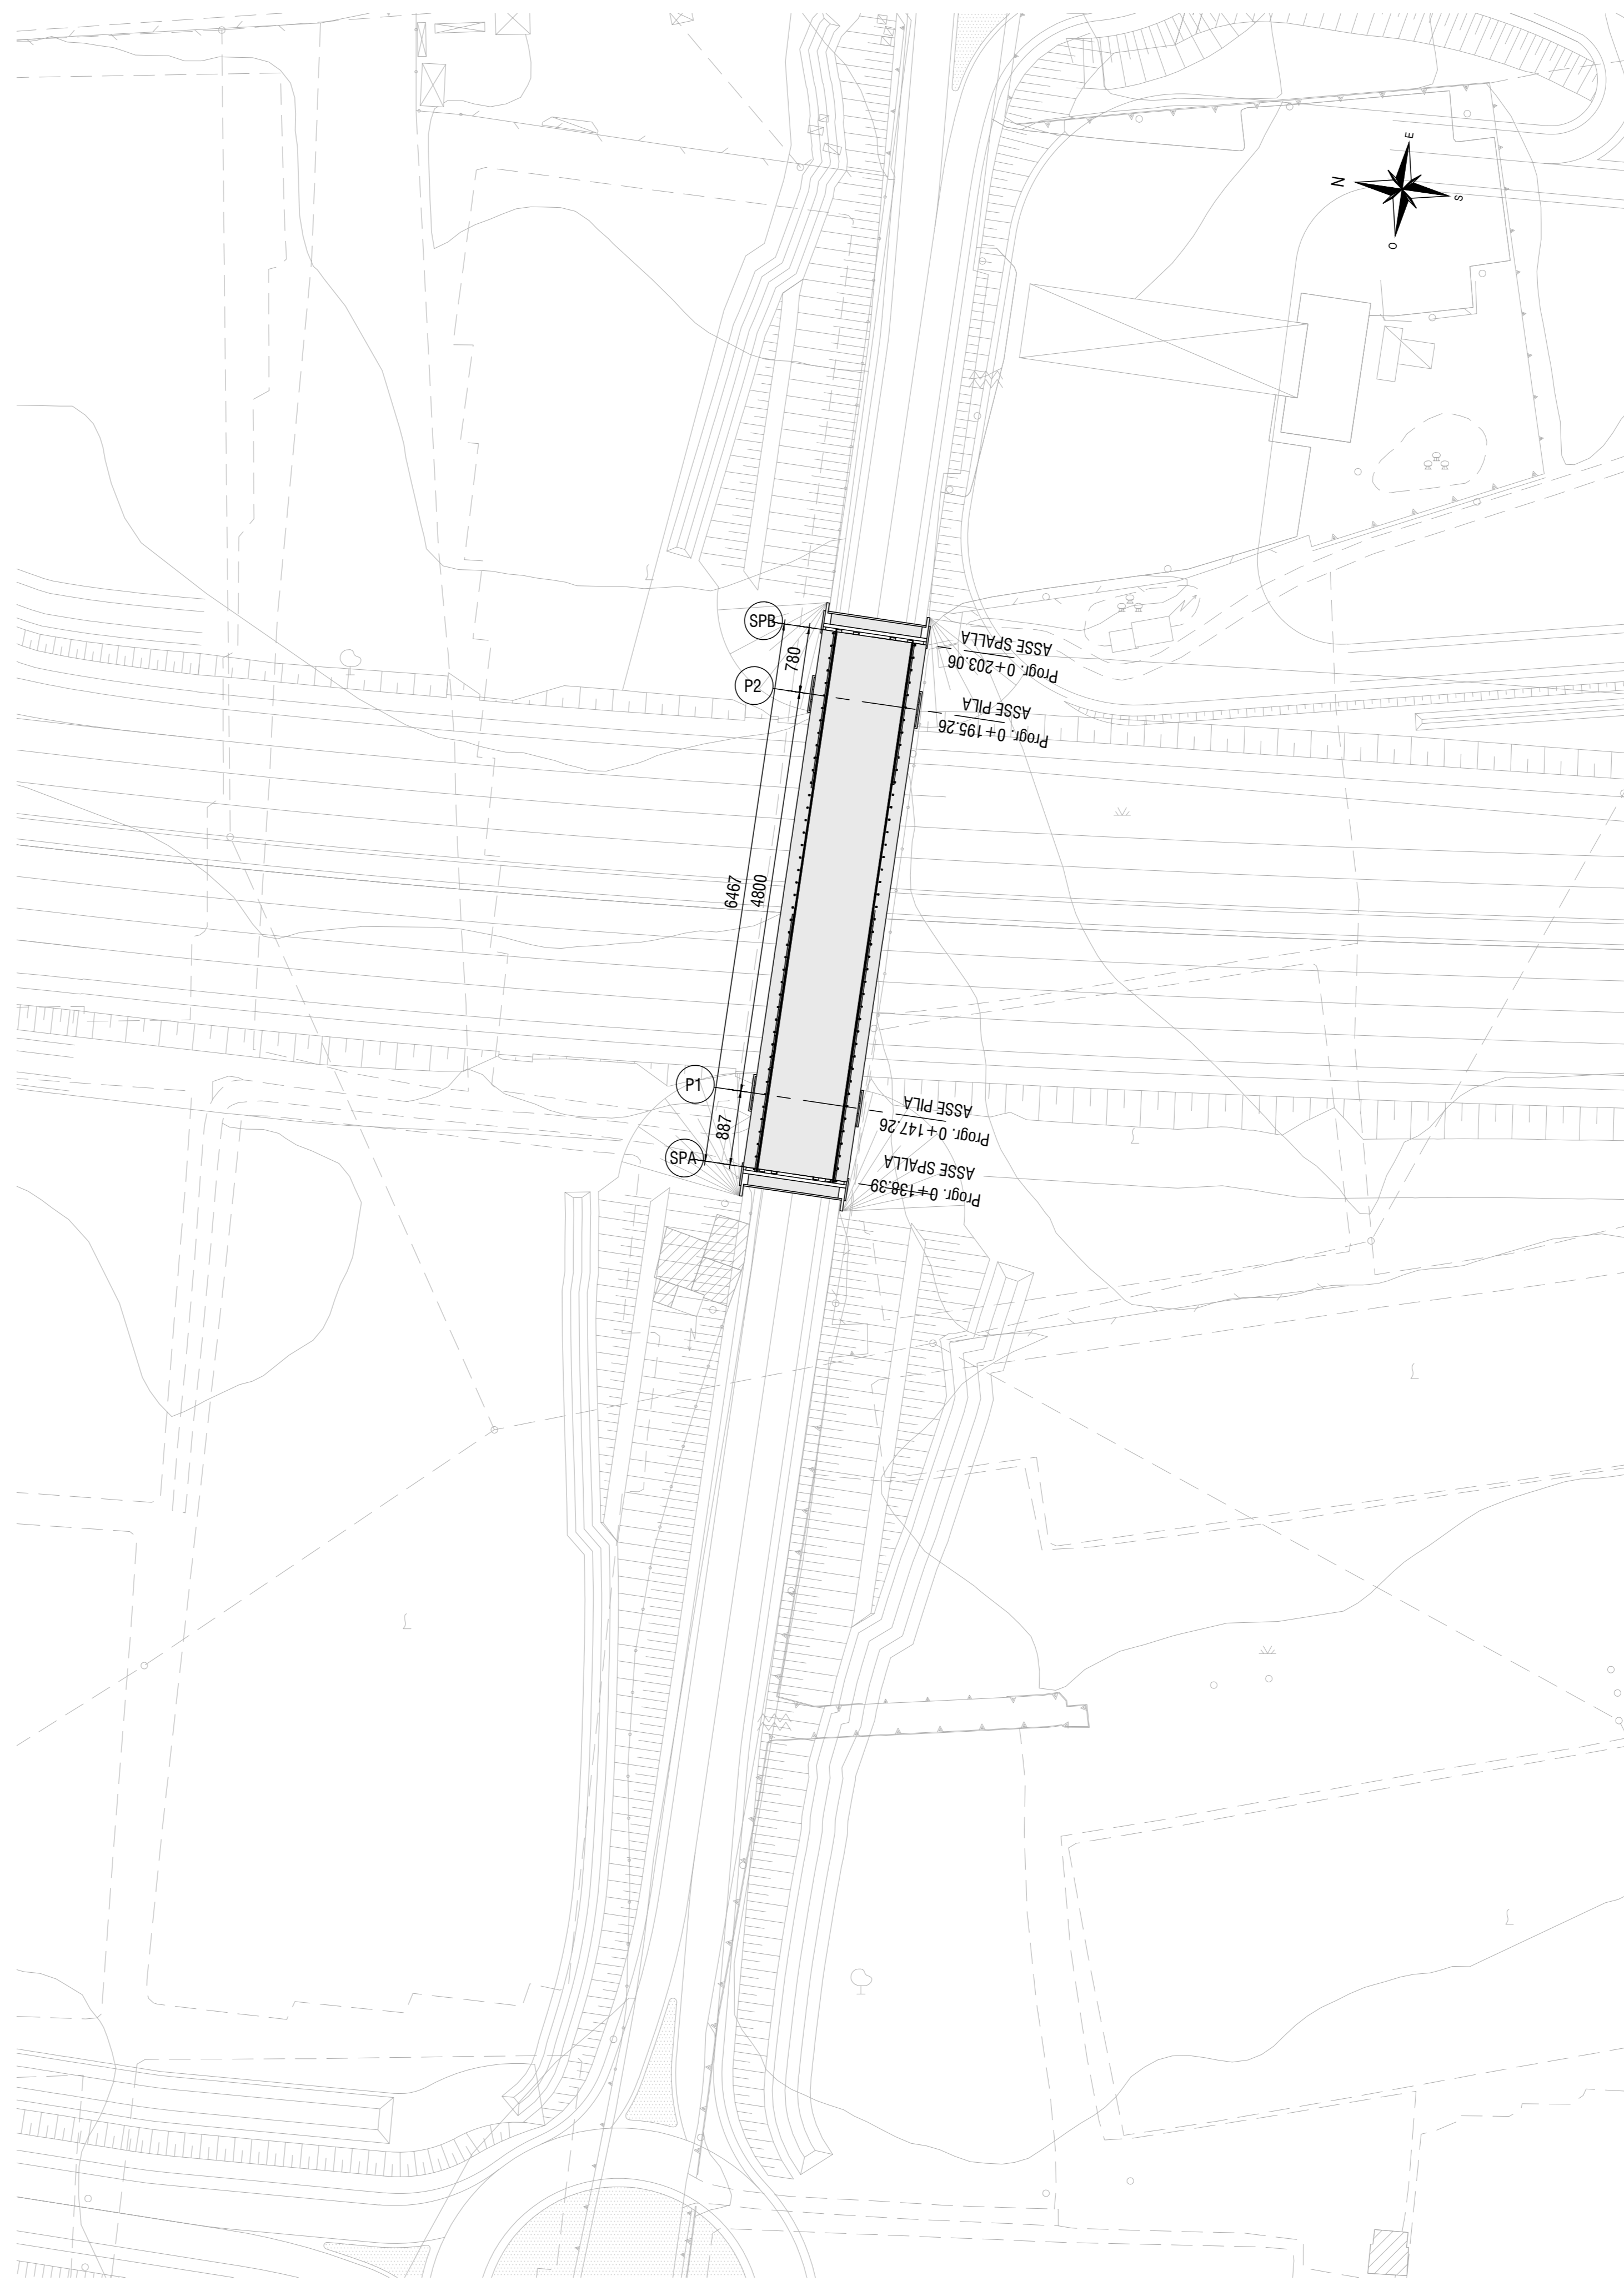 E
N
S
O
SPB
780
ASSE SPALLA
Progr. 0+203.06
P2
ASSE PILA
Progr. 0+195.26
6467
4800
P1
ASSE PILA
Progr. 0+147.26
887
SPA
ASSE SPALLA
Progr. 0+138.39